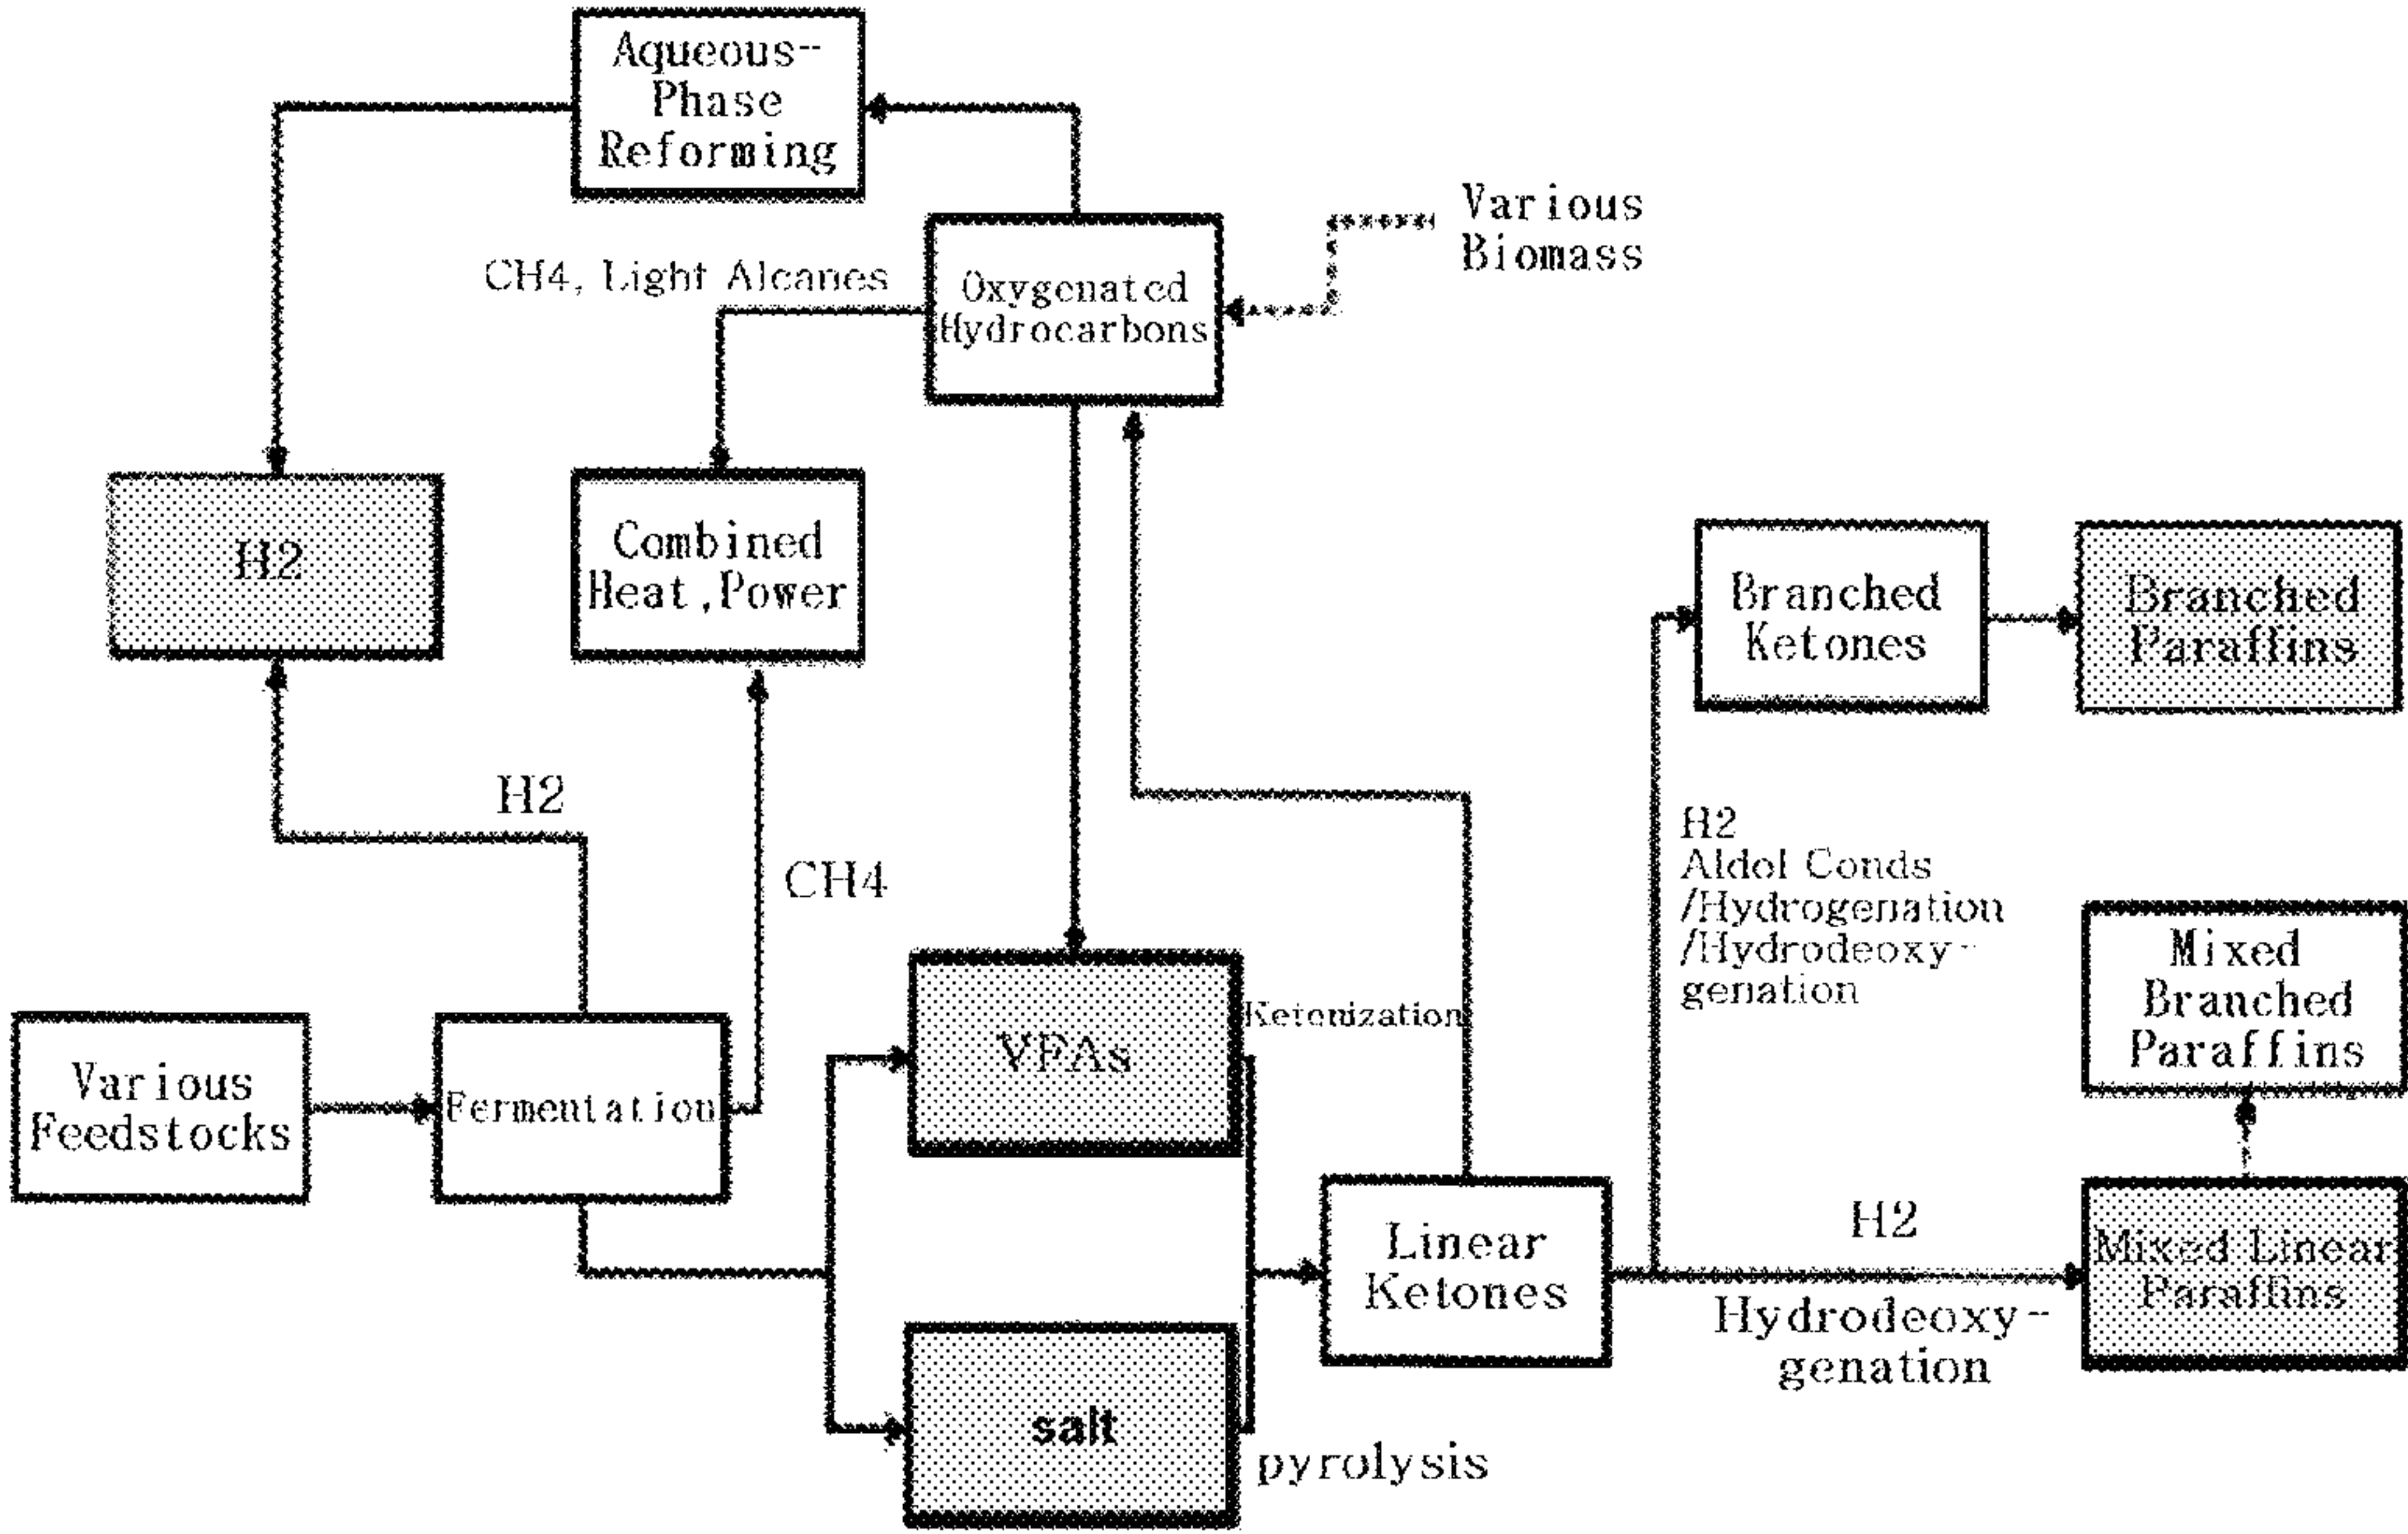 Aqueous-
Phase
Reforming
Various
Biomass
CH4, Light Alcanes
Oxygenated
Hydrocarbons
H2
Combined
Heat,Power
Branched
Ketones
Branched
Paraffins
H2
CH4
H2
Aldol Conds
/Hydrogenation
/Hydrodeoxy-
genation
Mixed
Branched
Paraffins
Various
Feedstocks
Fermentation
VFAs
Ketonization
Linear
Ketones
H2
Hydrodeoxy-
genation
Mixed Linear
Paraffins
salt
pyrolysis